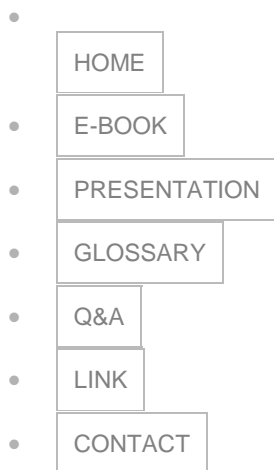 HOME
E-BOOK
PRESENTATION
GLOSSARY
Q&A
LINK
CONTACT